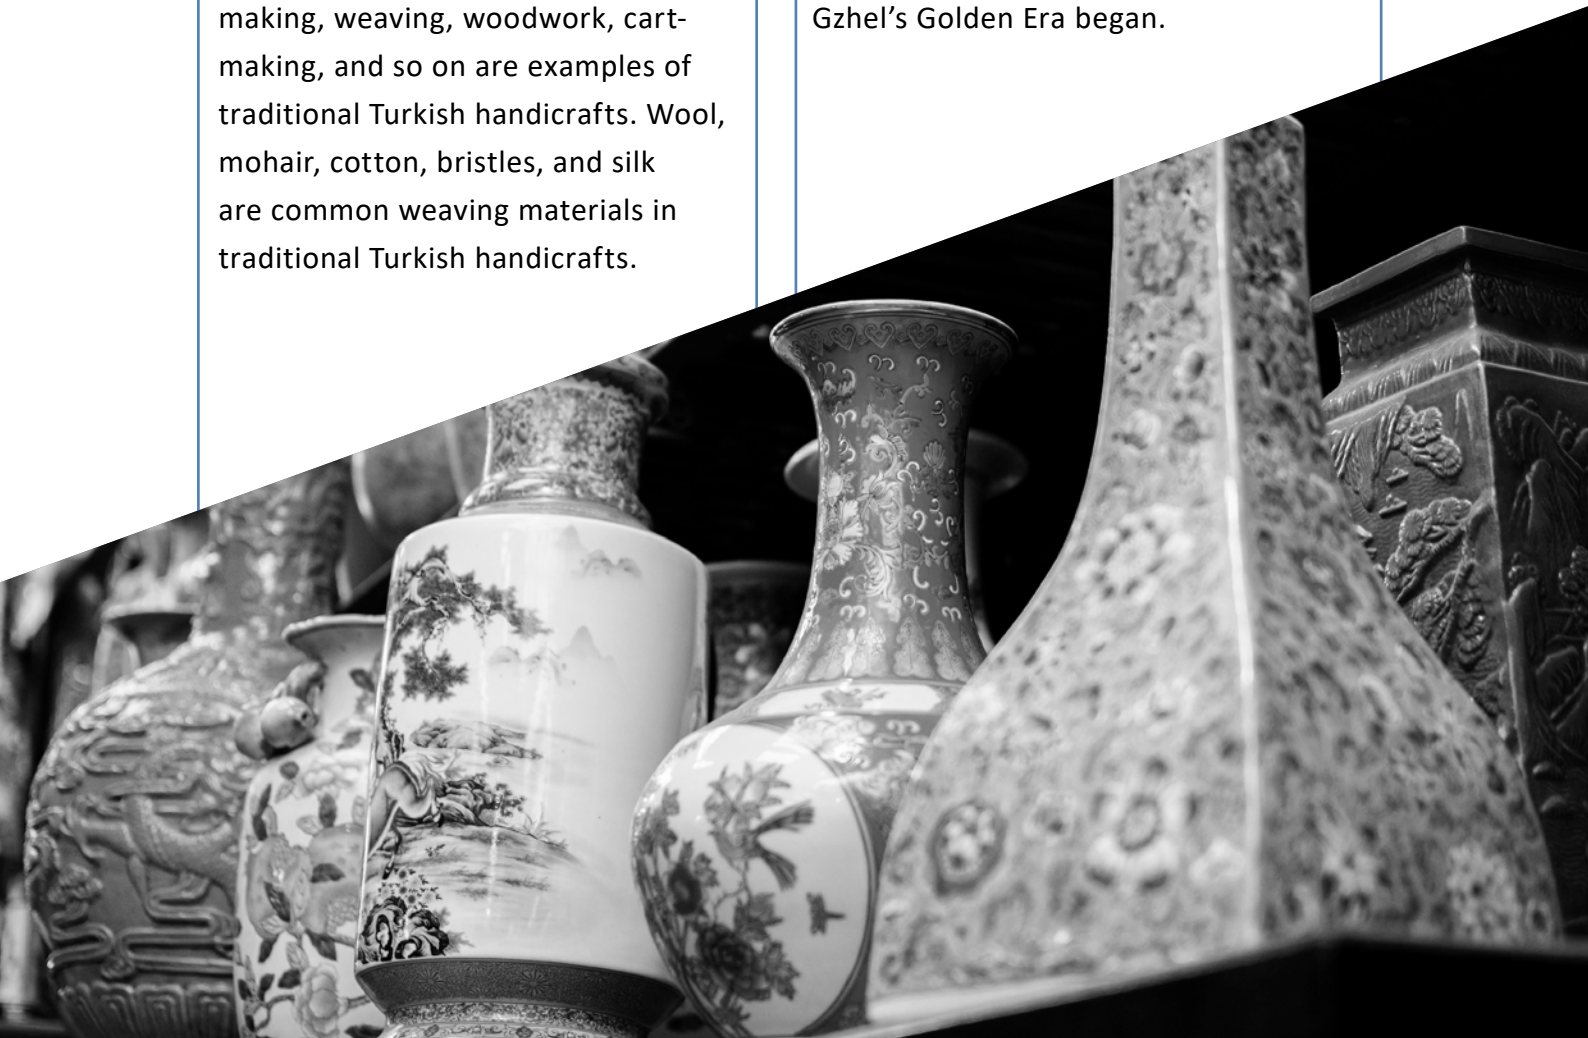 making, weaving, woodwork, cart-
making, and so on are examples of
traditional Turkish handicrafts. Wool,
mohair, cotton, bristles, and silk
are common weaving materials in
traditional Turkish handicrafts.
Gzhel’s Golden Era began.